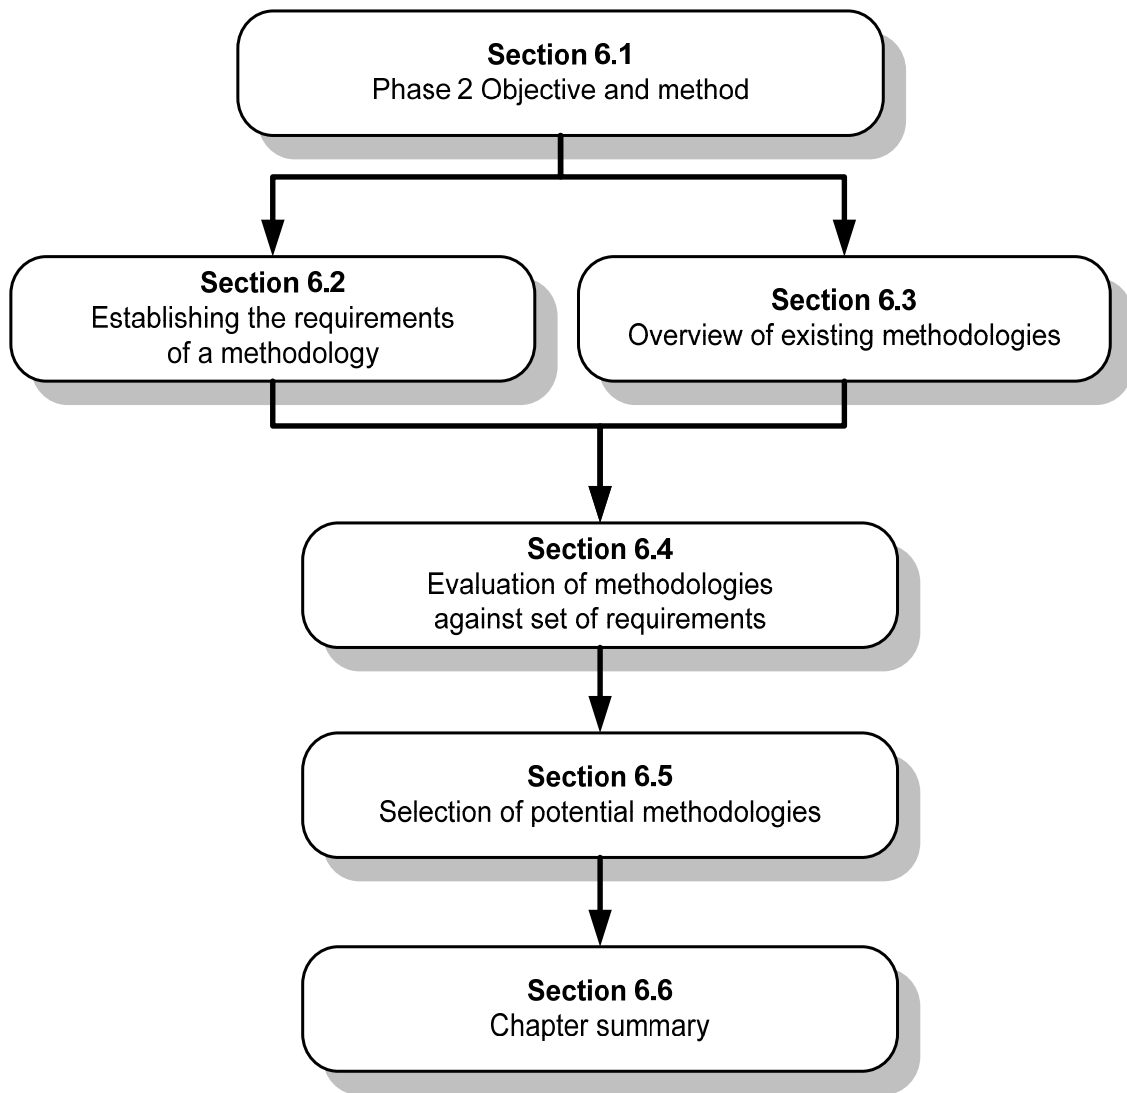 Section 6.1
Phase 2 Objective and method
Section 6.2
Establishing the requirements
of a methodology
Section 6.3
Overview of existing methodologies
Section 6.4
Evaluation of methodologies
against set of requirements
Section 6.5
Selection of potential methodologies
Section 6.6
Chapter summary